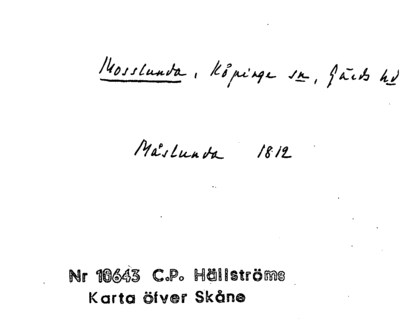 Mosslunda, Köpinge sn, Gärds hd
Måslunda 1812
Nr 10643 C.P. Hällströms
Karta öfver Skåne